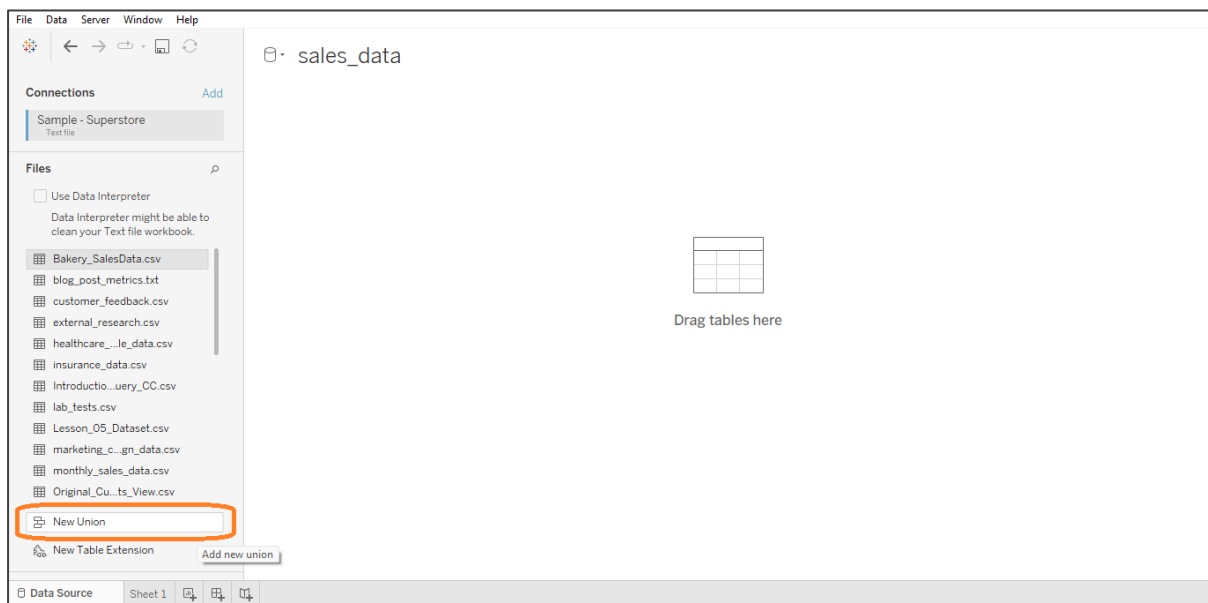 File Data Server Window Help
sales_data
Connections Add
Sample - Superstore
Text file
Files
Use Data Interpreter
Data Interpreter might be able to
clean your Text file workbook.
Bakery_SalesData.csv
blog_post_metrics.txt
customer_feedback.csv
external_research.csv
healthcare_...le_data.csv
insurance_data.csv
Introductio...uery_CC.csv
lab_tests.csv
Lesson_05_Dataset.csv
marketing_c...gn_data.csv
monthly_sales_data.csv
Original_Cu...ts_View.csv
New Union
New Table Extension
Add new union
Drag tables here
Data Source Sheet 1